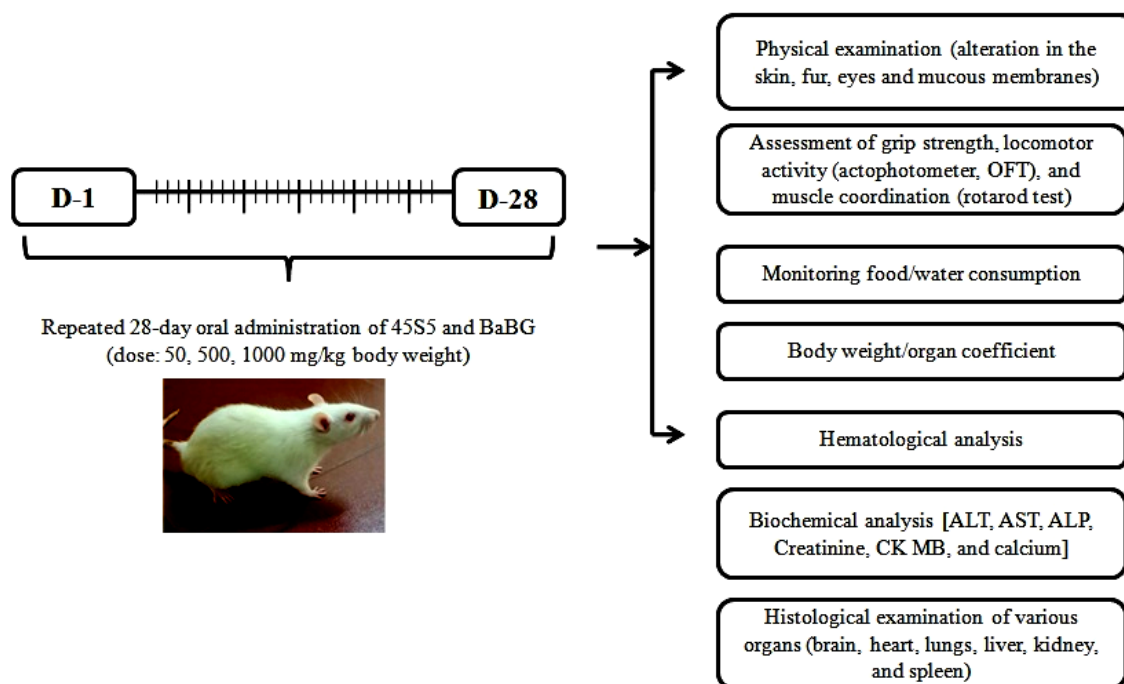 D-1
D-28
Repeated 28-day oral administration of 45S5 and BaBG
(dose: 50, 500, 1000 mg/kg body weight)
Physical examination (alteration in the
skin, fur, eyes and mucous membranes)
Assessment of grip strength, locomotor
activity (actophotometer, OFT), and
muscle coordination (rotarod test)
Monitoring food/water consumption
Body weight/organ coefficient
Hematological analysis
Biochemical analysis [ALT, AST, ALP,
Creatinine, CK MB, and calcium]
Histological examination of various
organs (brain, heart, lungs, liver, kidney,
and spleen)